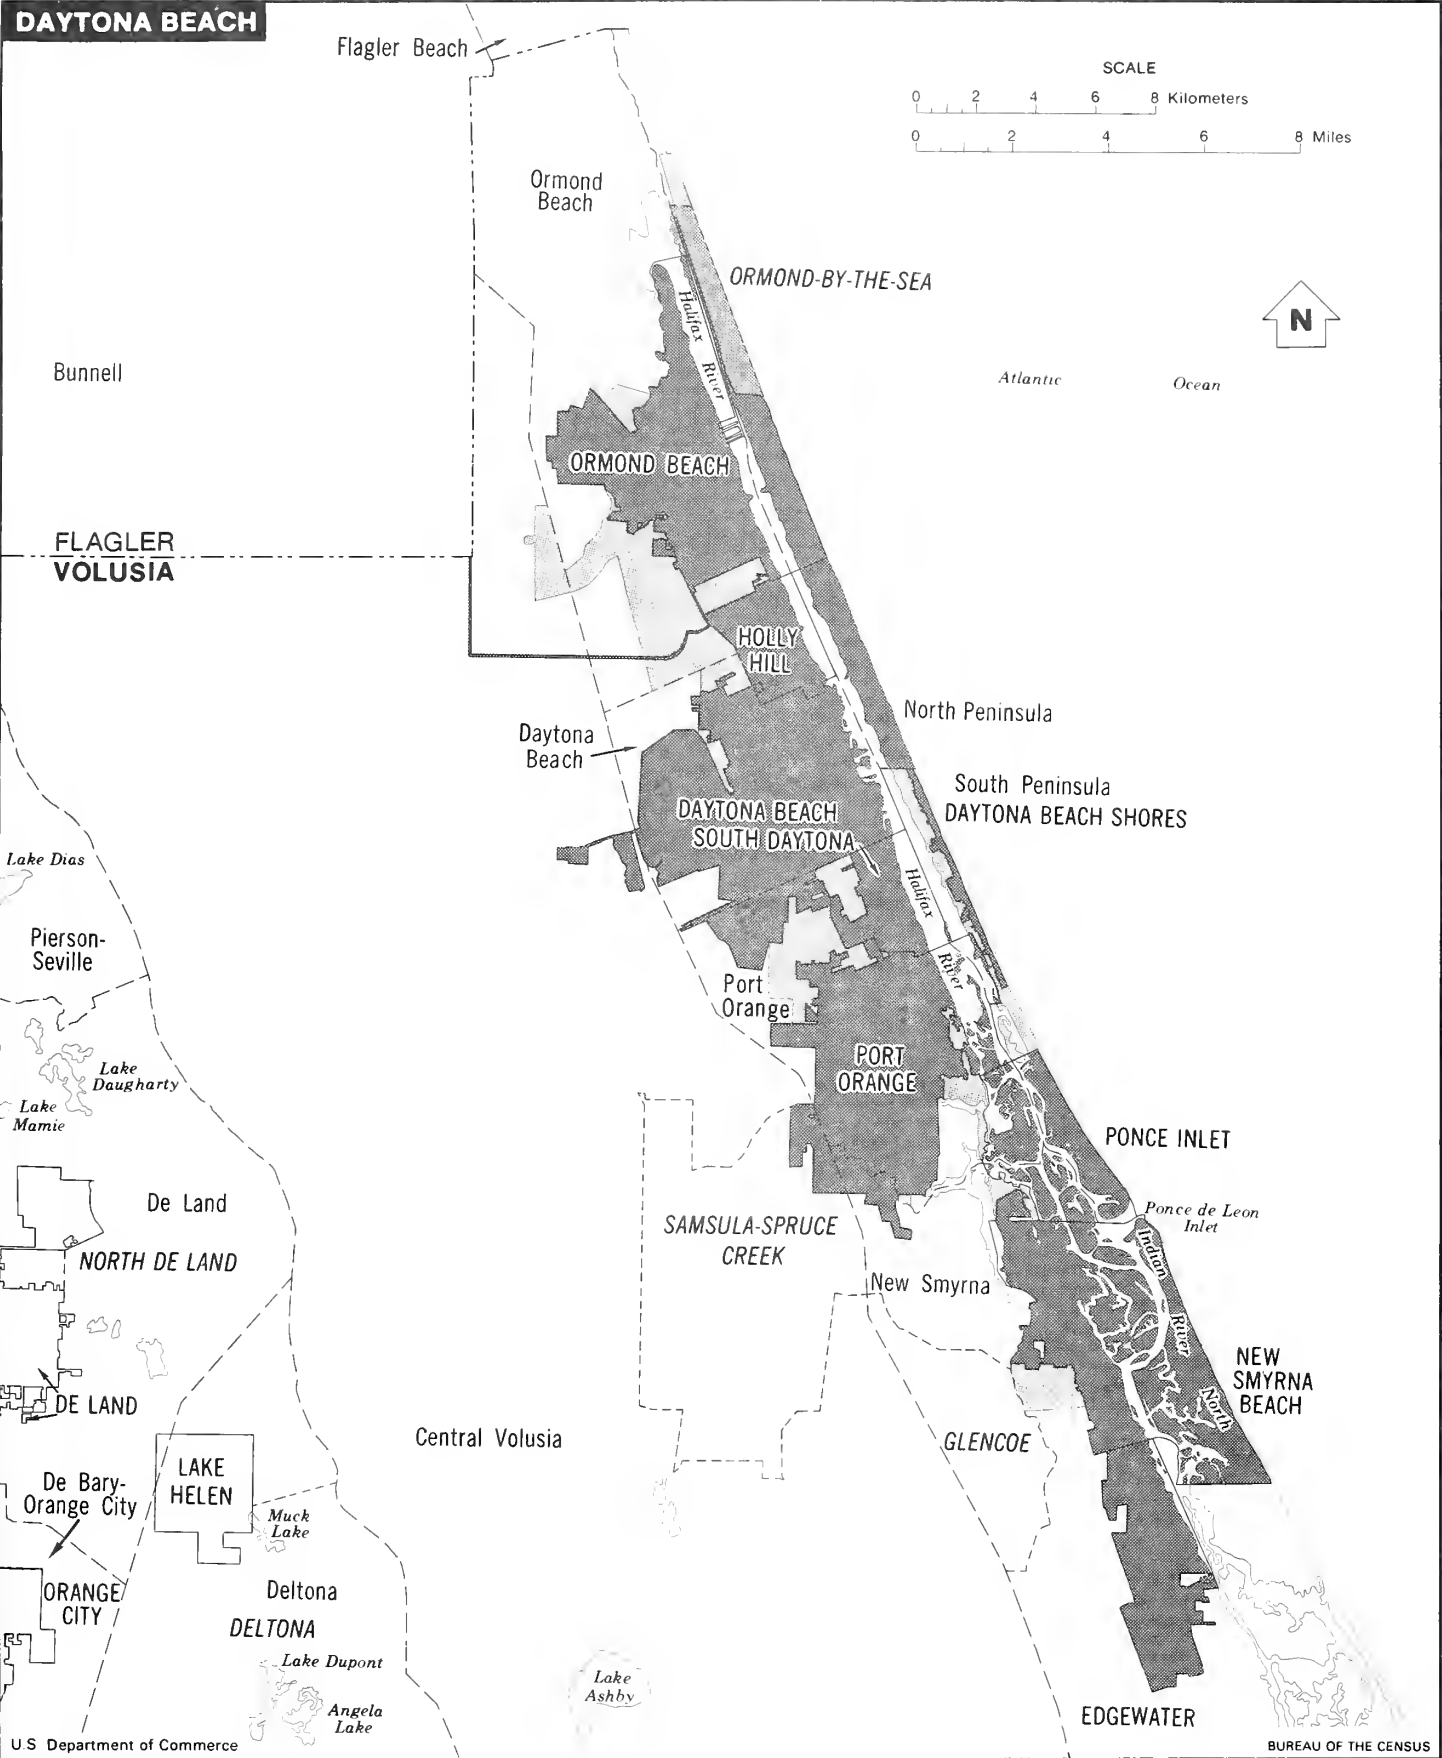 DAYTONA BEACH
Flagler Beach
SCALE
0 2 4 6 8 Kilometers
0 2 4 6 8 Miles
Ormond
Beach
ORMOND-BY-THE-SEA
Halifax
River
N
Bunnell
Atlantic Ocean
ORMOND BEACH
FLAGLER
VOLUSIA
HOLLY
HILL
North Peninsula
Daytona
Beach
South Peninsula
DAYTONA BEACH SHORES
DAYTONA BEACH
SOUTH DAYTONA
Lake Dias
Halifax
River
Pierson-
Seville
Port
Orange
PORT
ORANGE
Lake
Daugharty
Lake
Mamie
PONCE INLET
De Land
Ponce de Leon
Inlet
SAMSULA-SPRUCE
CREEK
NORTH DE LAND
Indian
River
North
New Smyrna
NEW
SMYRNA
BEACH
DE LAND
Central Volusia
GLENCOE
LAKE
HELEN
De Bary-
Orange City
Muck
Lake
ORANGE
CITY
Deltona
DELTONA
Lake Dupont
Lake
Ashby
Angela
Lake
EDGEWATER
U.S Department of Commerce
BUREAU OF THE CENSUS